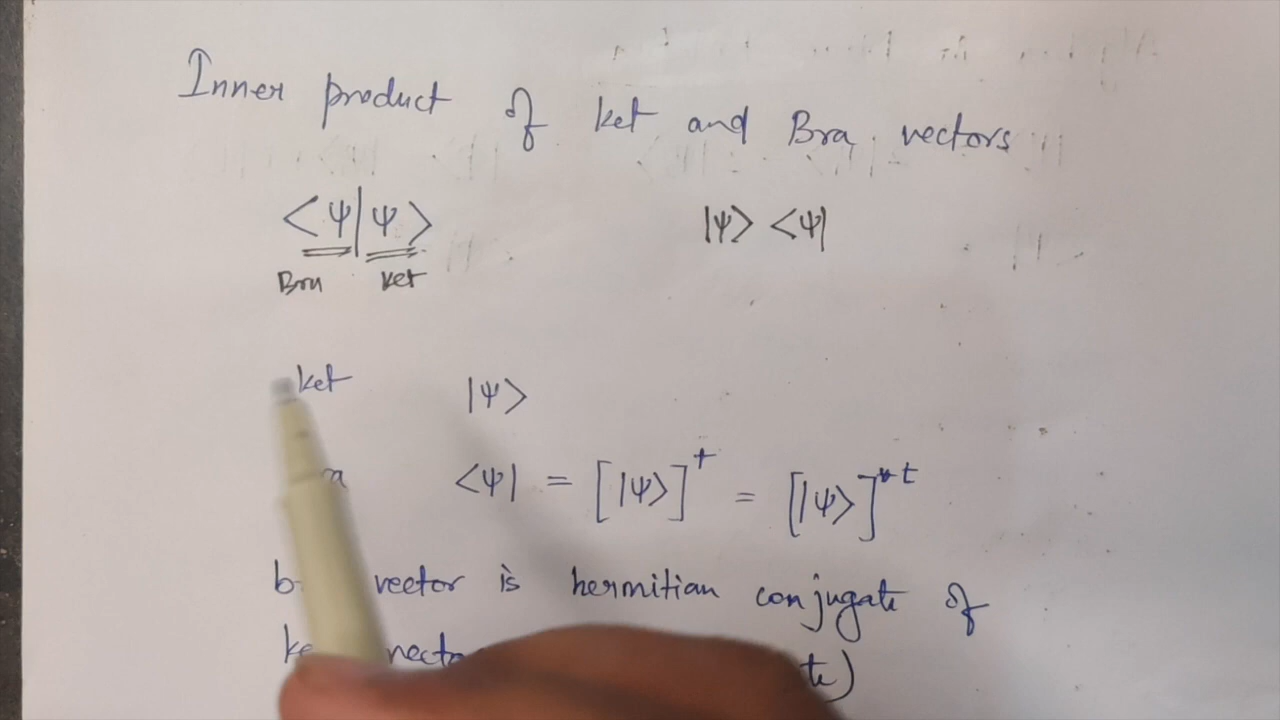 Inner product of ket and Bra vectors
<ψ|ψ> |ψ> <ψ|
Bra ket
ket |ψ>
<ψ| = [|ψ>]† = [|ψ>]*t
vector is hermitian conjugate of